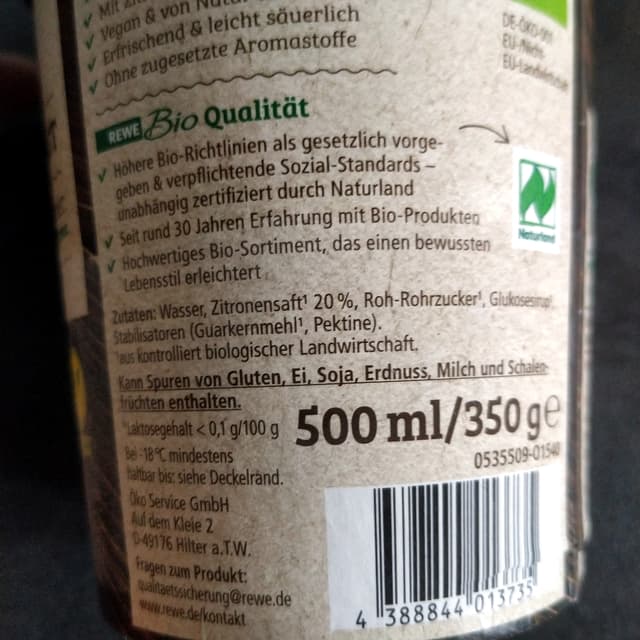 ✓ Vegan & von
✓ Erfrischend & leicht säuerlich
✓ Ohne zugesetzte Aromastoffe
DE-ÖKO-001
REWE Bio Qualität
✓ Höhere Bio-Richtlinien als gesetzlich vorge-
geben & verpflichtende Sozial-Standards –
unabhängig zertifiziert durch Naturland
✓ Seit rund 30 Jahren Erfahrung mit Bio-Produkten
✓ Hochwertiges Bio-Sortiment, das einen bewussten
Lebensstil erleichtert
Naturland
Zutaten: Wasser, Zitronensaft¹ 20 %, Roh-Rohrzucker¹, Glukosesirup¹,
Stabilisatoren (Guarkernmehl¹, Pektine).
¹aus kontrolliert biologischer Landwirtschaft.
Kann Spuren von Gluten, Ei, Soja, Erdnuss, Milch und Schalen-
früchten enthalten.
*Laktosegehalt < 0,1 g/100 g
500 ml/350 g e
Bei -18°C mindestens
haltbar bis: siehe Deckelrand.
0535509-01540
Öko Service GmbH
Auf dem Kleie 2
D-49176 Hilter a.T.W.
Fragen zum Produkt:
qualitaetssicherung@rewe.de
www.rewe.de/kontakt
4 388844 013735